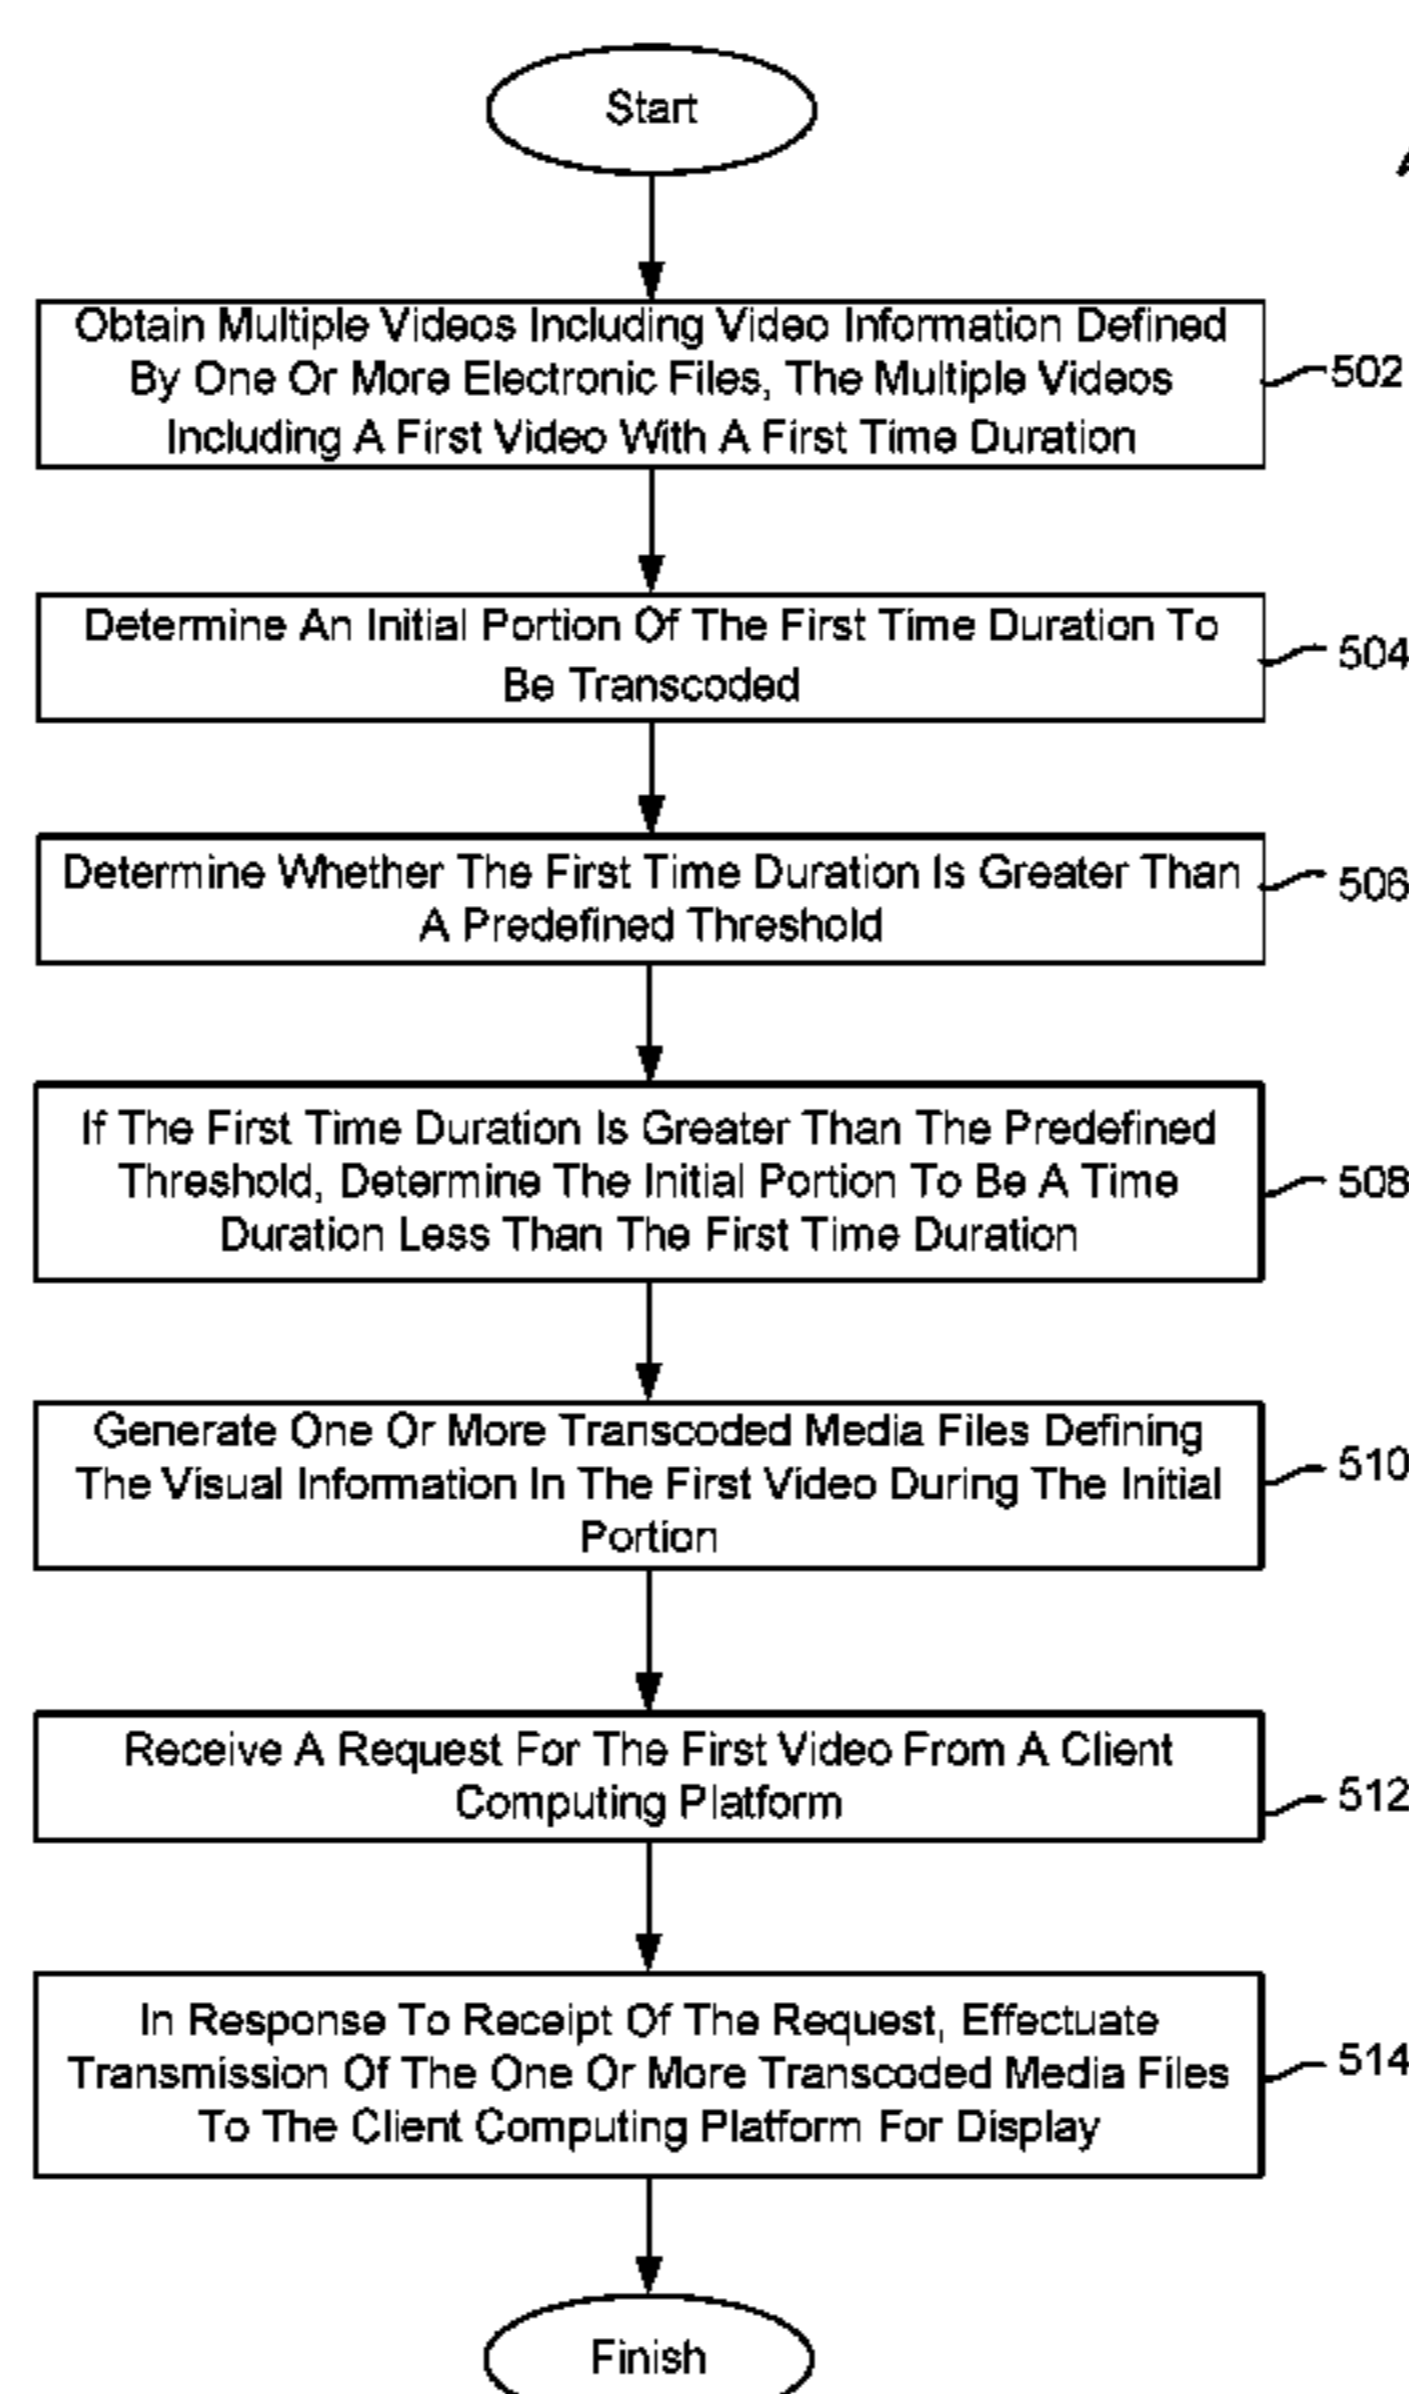 Start
Obtain Multiple Videos Including Video Information Defined
By One Or More Electronic Files, The Multiple Videos
Including A First Video With A First Time Duration
502
Determine An Initial Portion Of The First Time Duration To
Be Transcoded
504
Determine Whether The First Time Duration Is Greater Than
A Predefined Threshold
506
If The First Time Duration Is Greater Than The Predefined
Threshold, Determine The Initial Portion To Be A Time
Duration Less Than The First Time Duration
508
Generate One Or More Transcoded Media Files Defining
The Visual Information In The First Video During The Initial
Portion
510
Receive A Request For The First Video From A Client
Computing Platform
512
In Response To Receipt Of The Request, Effectuate
Transmission Of The One Or More Transcoded Media Files
To The Client Computing Platform For Display
514
Finish